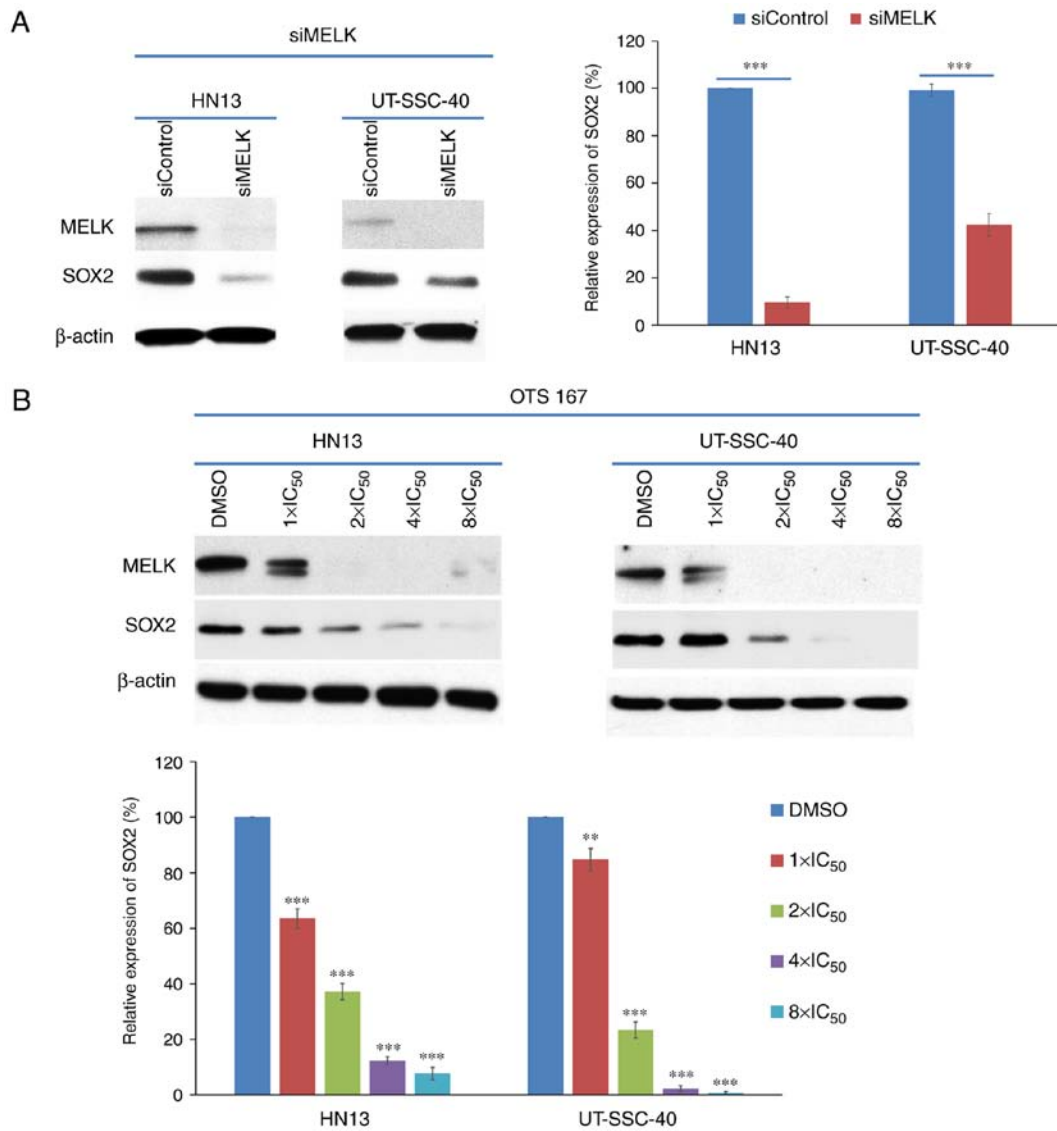 A
siMELK
HN13
UT-SSC-40
siControl
siMELK
siControl
siMELK
MELK
SOX2
β-actin
siControl
siMELK
Relative expression of SOX2 (%)
120
100
80
60
40
20
0
***
***
HN13
UT-SSC-40
B
OTS 167
HN13
UT-SSC-40
DMSO
1×IC₅₀
2×IC₅₀
4×IC₅₀
8×IC₅₀
DMSO
1×IC₅₀
2×IC₅₀
4×IC₅₀
8×IC₅₀
MELK
SOX2
β-actin
Relative expression of SOX2 (%)
120
100
80
60
40
20
0
***
***
***
***
**
***
***
***
HN13
UT-SSC-40
DMSO
1×IC₅₀
2×IC₅₀
4×IC₅₀
8×IC₅₀